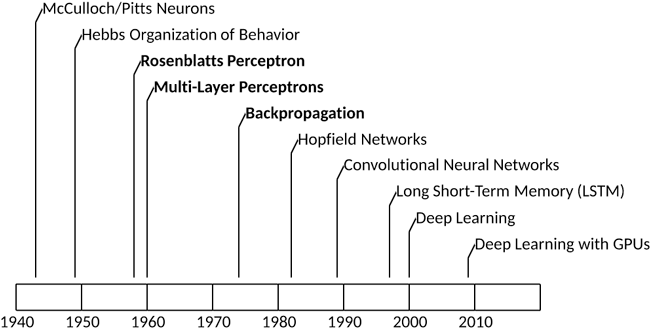 McCulloch/Pitts Neurons
Hebbs Organization of Behavior
Rosenblatts Perceptron
Multi-Layer Perceptrons
Backpropagation
Hopfield Networks
Convolutional Neural Networks
Long Short-Term Memory (LSTM)
Deep Learning
Deep Learning with GPUs
1940 1950 1960 1970 1980 1990 2000 2010